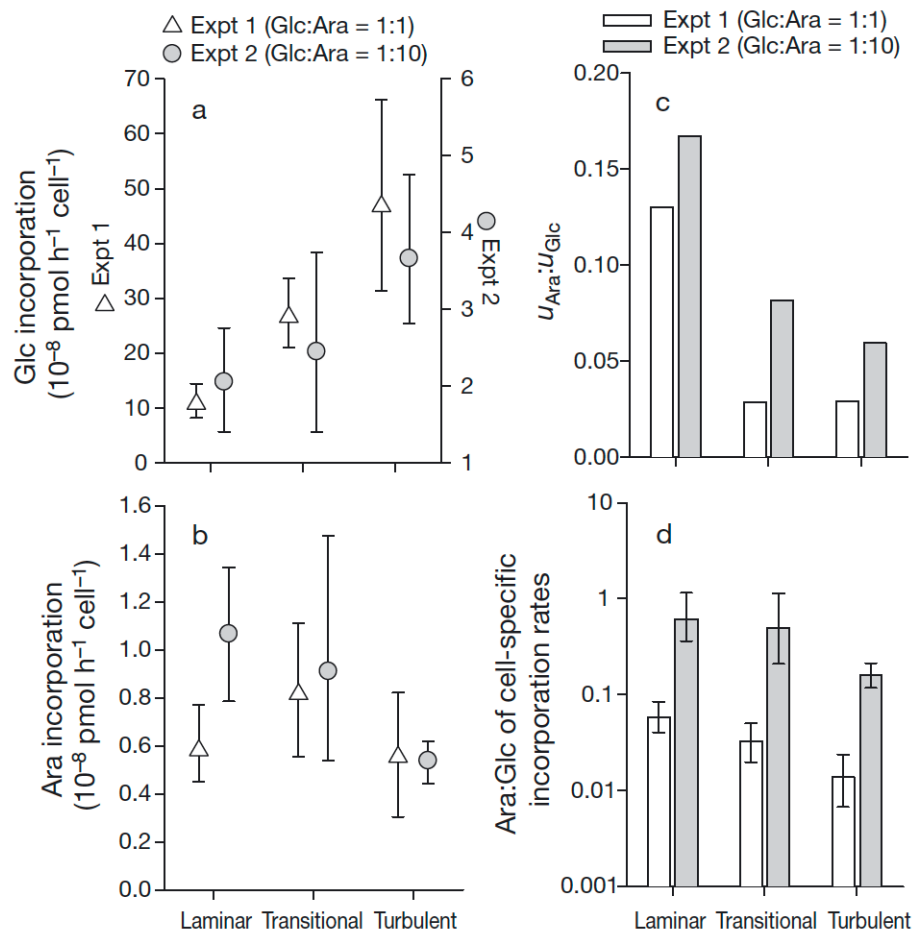 Expt 1 (Glc:Ara = 1:1)
Expt 2 (Glc:Ara = 1:10)
a
70
60
50
40
30
20
10
0
Glc incorporation
(10⁻⁸ pmol h⁻¹ cell⁻¹)
Expt 1
6
5
4
3
2
1
Expt 2
Expt 1 (Glc:Ara = 1:1)
Expt 2 (Glc:Ara = 1:10)
c
0.20
0.15
0.10
0.05
0.00
uAra:uGlc
b
1.6
1.4
1.2
1.0
0.8
0.6
0.4
0.2
0.0
Ara incorporation
(10⁻⁸ pmol h⁻¹ cell⁻¹)
Laminar Transitional Turbulent
d
10
1
0.1
0.01
0.001
Ara:Glc of cell-specific
incorporation rates
Laminar Transitional Turbulent